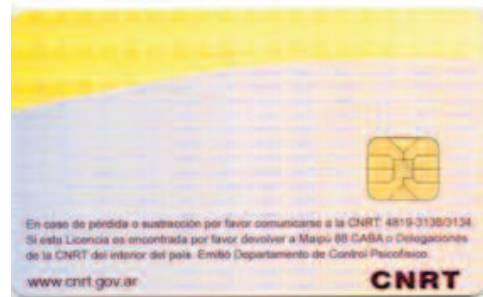 En caso de pérdida o sustracción por favor comunicarse a la CNRT: 4819-3138/3134
Si esta Licencia es encontrada por favor devolver a Maipú 88 CABA o Delegaciones
de la CNRT del interior del país. Emitió Departamento de Control Psicofísico.
www.cnrt.gov.ar
CNRT